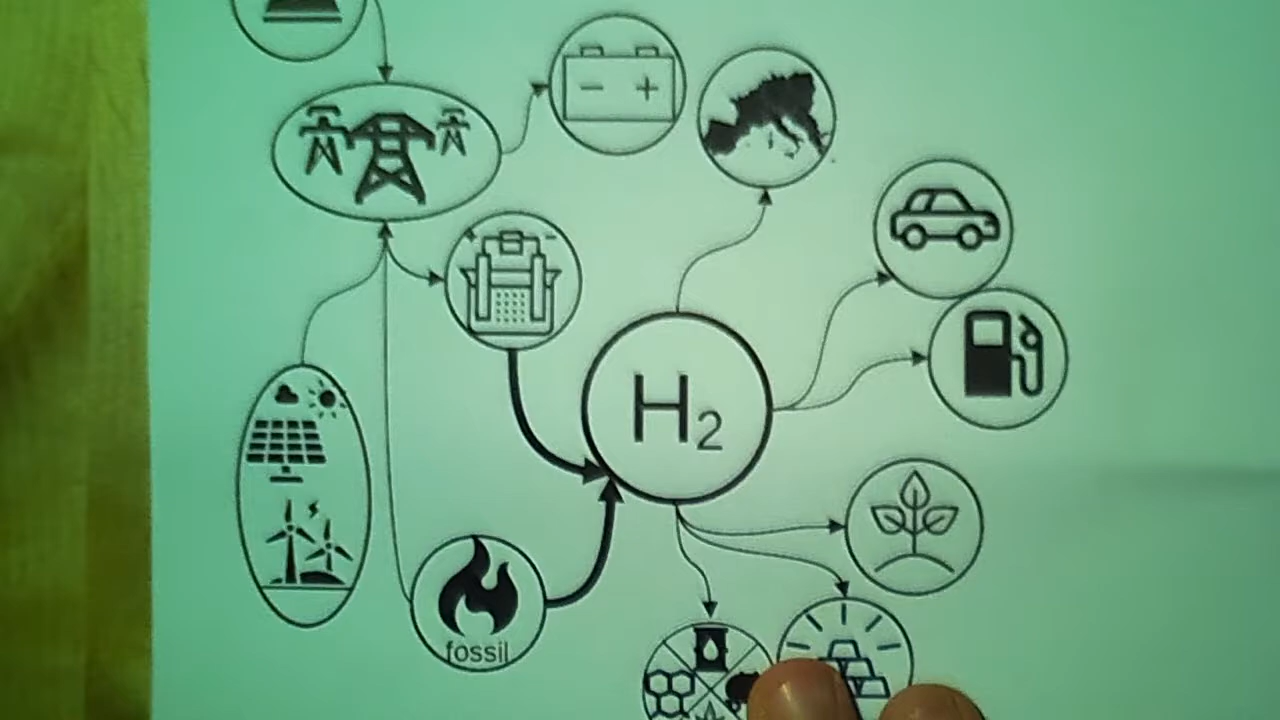 − +
+ −
H₂
fossil